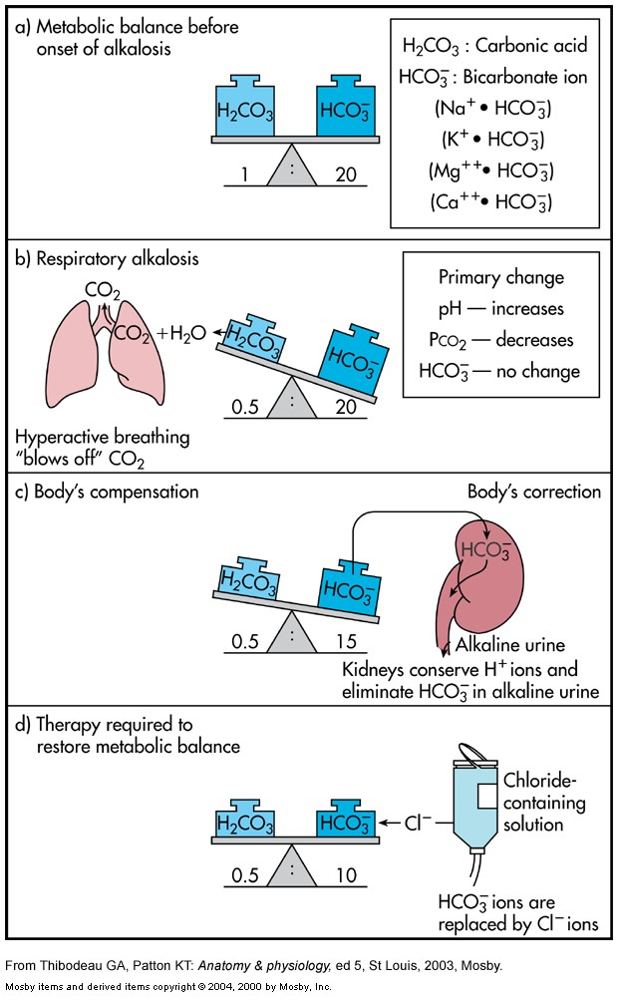 a) Metabolic balance before
onset of alkalosis
H₂CO₃
HCO₃⁻
1 : 20
H₂CO₃ : Carbonic acid
HCO₃⁻ : Bicarbonate ion
(Na⁺ • HCO₃⁻)
(K⁺ • HCO₃⁻)
(Mg⁺⁺ • HCO₃⁻)
(Ca⁺⁺ • HCO₃⁻)
b) Respiratory alkalosis
CO₂
CO₂ + H₂O
H₂CO₃
HCO₃⁻
0.5 : 20
Hyperactive breathing
“blows off” CO₂
Primary change
pH — increases
PCO₂ — decreases
HCO₃⁻ — no change
c) Body’s compensation
Body’s correction
H₂CO₃
HCO₃⁻
0.5 : 15
HCO₃⁻
Alkaline urine
Kidneys conserve H⁺ ions and
eliminate HCO₃⁻ in alkaline urine
d) Therapy required to
restore metabolic balance
H₂CO₃
HCO₃⁻
0.5 : 10
Cl⁻
Chloride-
containing
solution
HCO₃⁻ ions are
replaced by Cl⁻ ions
From Thibodeau GA, Patton KT: Anatomy & physiology, ed 5, St Louis, 2003, Mosby.
Mosby items and derived items copyright © 2004, 2000 by Mosby, Inc.